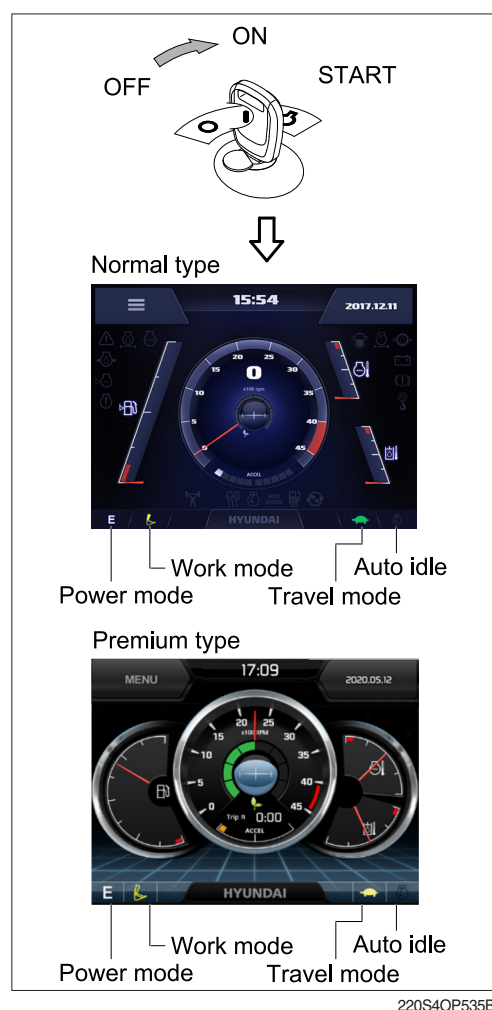 ON
OFF
START
Normal type
15:54
2017.12.11
20 25
15 30
0
x100 rpm
10 35
5 40
0 45
ACCEL
AUTO
E
HYUNDAI
Work mode
Auto idle
Power mode
Travel mode
Premium type
MENU
17:09
2020.05.12
20 25
15 30
x100RPM
10 35
5 40
0 45
Trip A 0:00
ACCEL
E
HYUNDAI
Work mode
Auto idle
Power mode
Travel mode
220S4OP535E